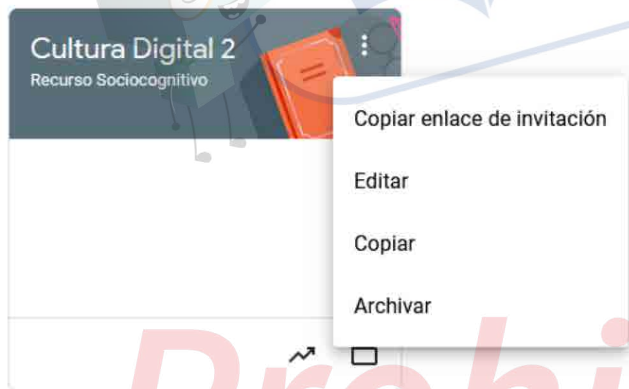 Cultura Digital 2
Recurso Sociocognitivo
Copiar enlace de invitación
Editar
Copiar
Archivar